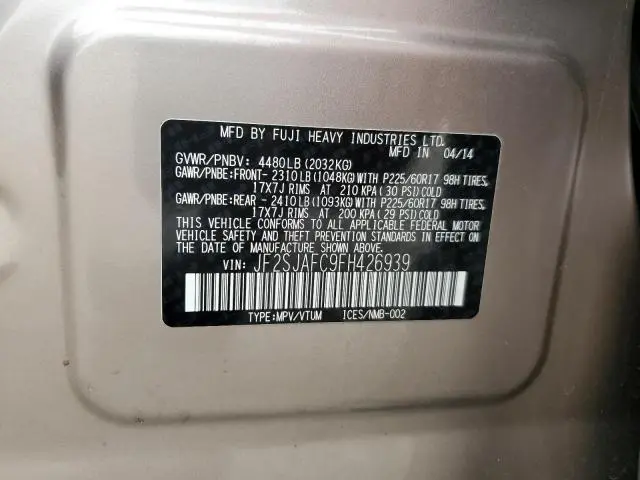 MFD BY FUJI HEAVY INDUSTRIES LTD.
MFD IN 04/14
GVWR/PNBV: 4480LB(2032KG)
GAWR/PNBE:FRONT- 2310LB(1048KG)WITH P225/60R17 98H TIRES,
17X7J RIMS AT 210 KPA(30 PSI)COLD
GAWR/PNBE:REAR - 2410LB(1093KG)WITH P225/60R17 98H TIRES,
17X7J RIMS AT 200 KPA(29 PSI)COLD
THIS VEHICLE CONFORMS TO ALL APPLICABLE FEDERAL MOTOR
VEHICLE SAFETY AND THEFT PREVENTION STANDARDS IN EFFECT ON
THE DATE OF MANUFACTURE SHOWN ABOVE.
VIN: JF2SJAFC9FH426939
TYPE:MPV/VTUM ICES/NMB-002